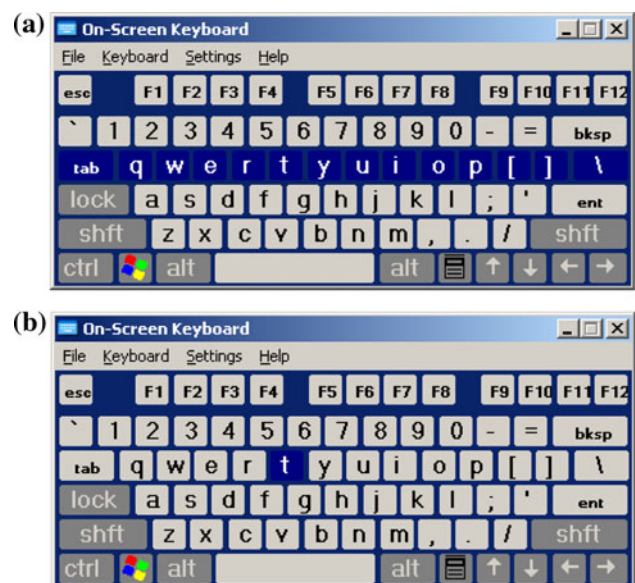 (a) On-Screen Keyboard
File Keyboard Settings Help
esc F1 F2 F3 F4 F5 F6 F7 F8 F9 F10 F11 F12
` 1 2 3 4 5 6 7 8 9 0 - = bksp
tab q w e r t y u i o p [ ] \
lock a s d f g h j k l ; ' ent
shft z x c v b n m , . / shft
ctrl alt alt ↑ ↓ ← →
(b) On-Screen Keyboard
File Keyboard Settings Help
esc F1 F2 F3 F4 F5 F6 F7 F8 F9 F10 F11 F12
` 1 2 3 4 5 6 7 8 9 0 - = bksp
tab q w e r t y u i o p [ ] \
lock a s d f g h j k l ; ' ent
shft z x c v b n m , . / shft
ctrl alt alt ↑ ↓ ← →